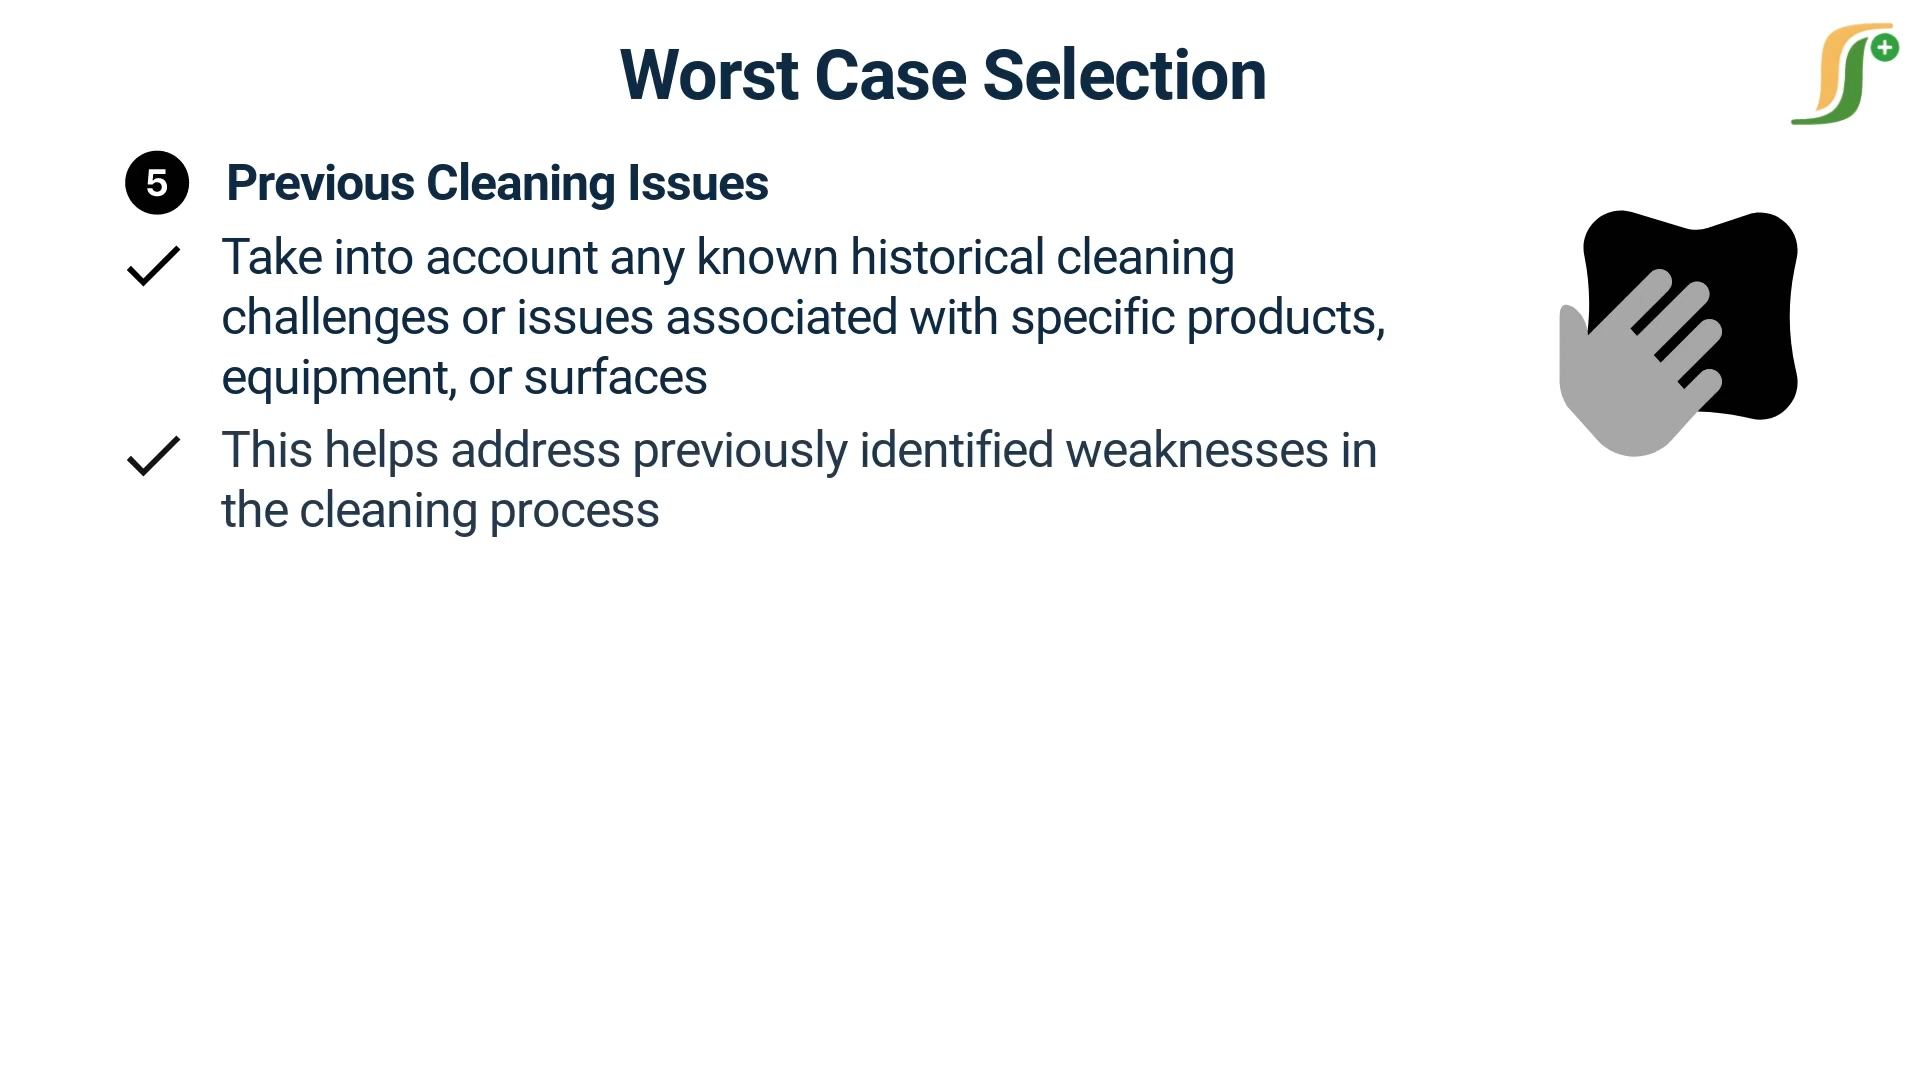 Worst Case Selection
5 Previous Cleaning Issues
Take into account any known historical cleaning
challenges or issues associated with specific products,
equipment, or surfaces
This helps address previously identified weaknesses in
the cleaning process